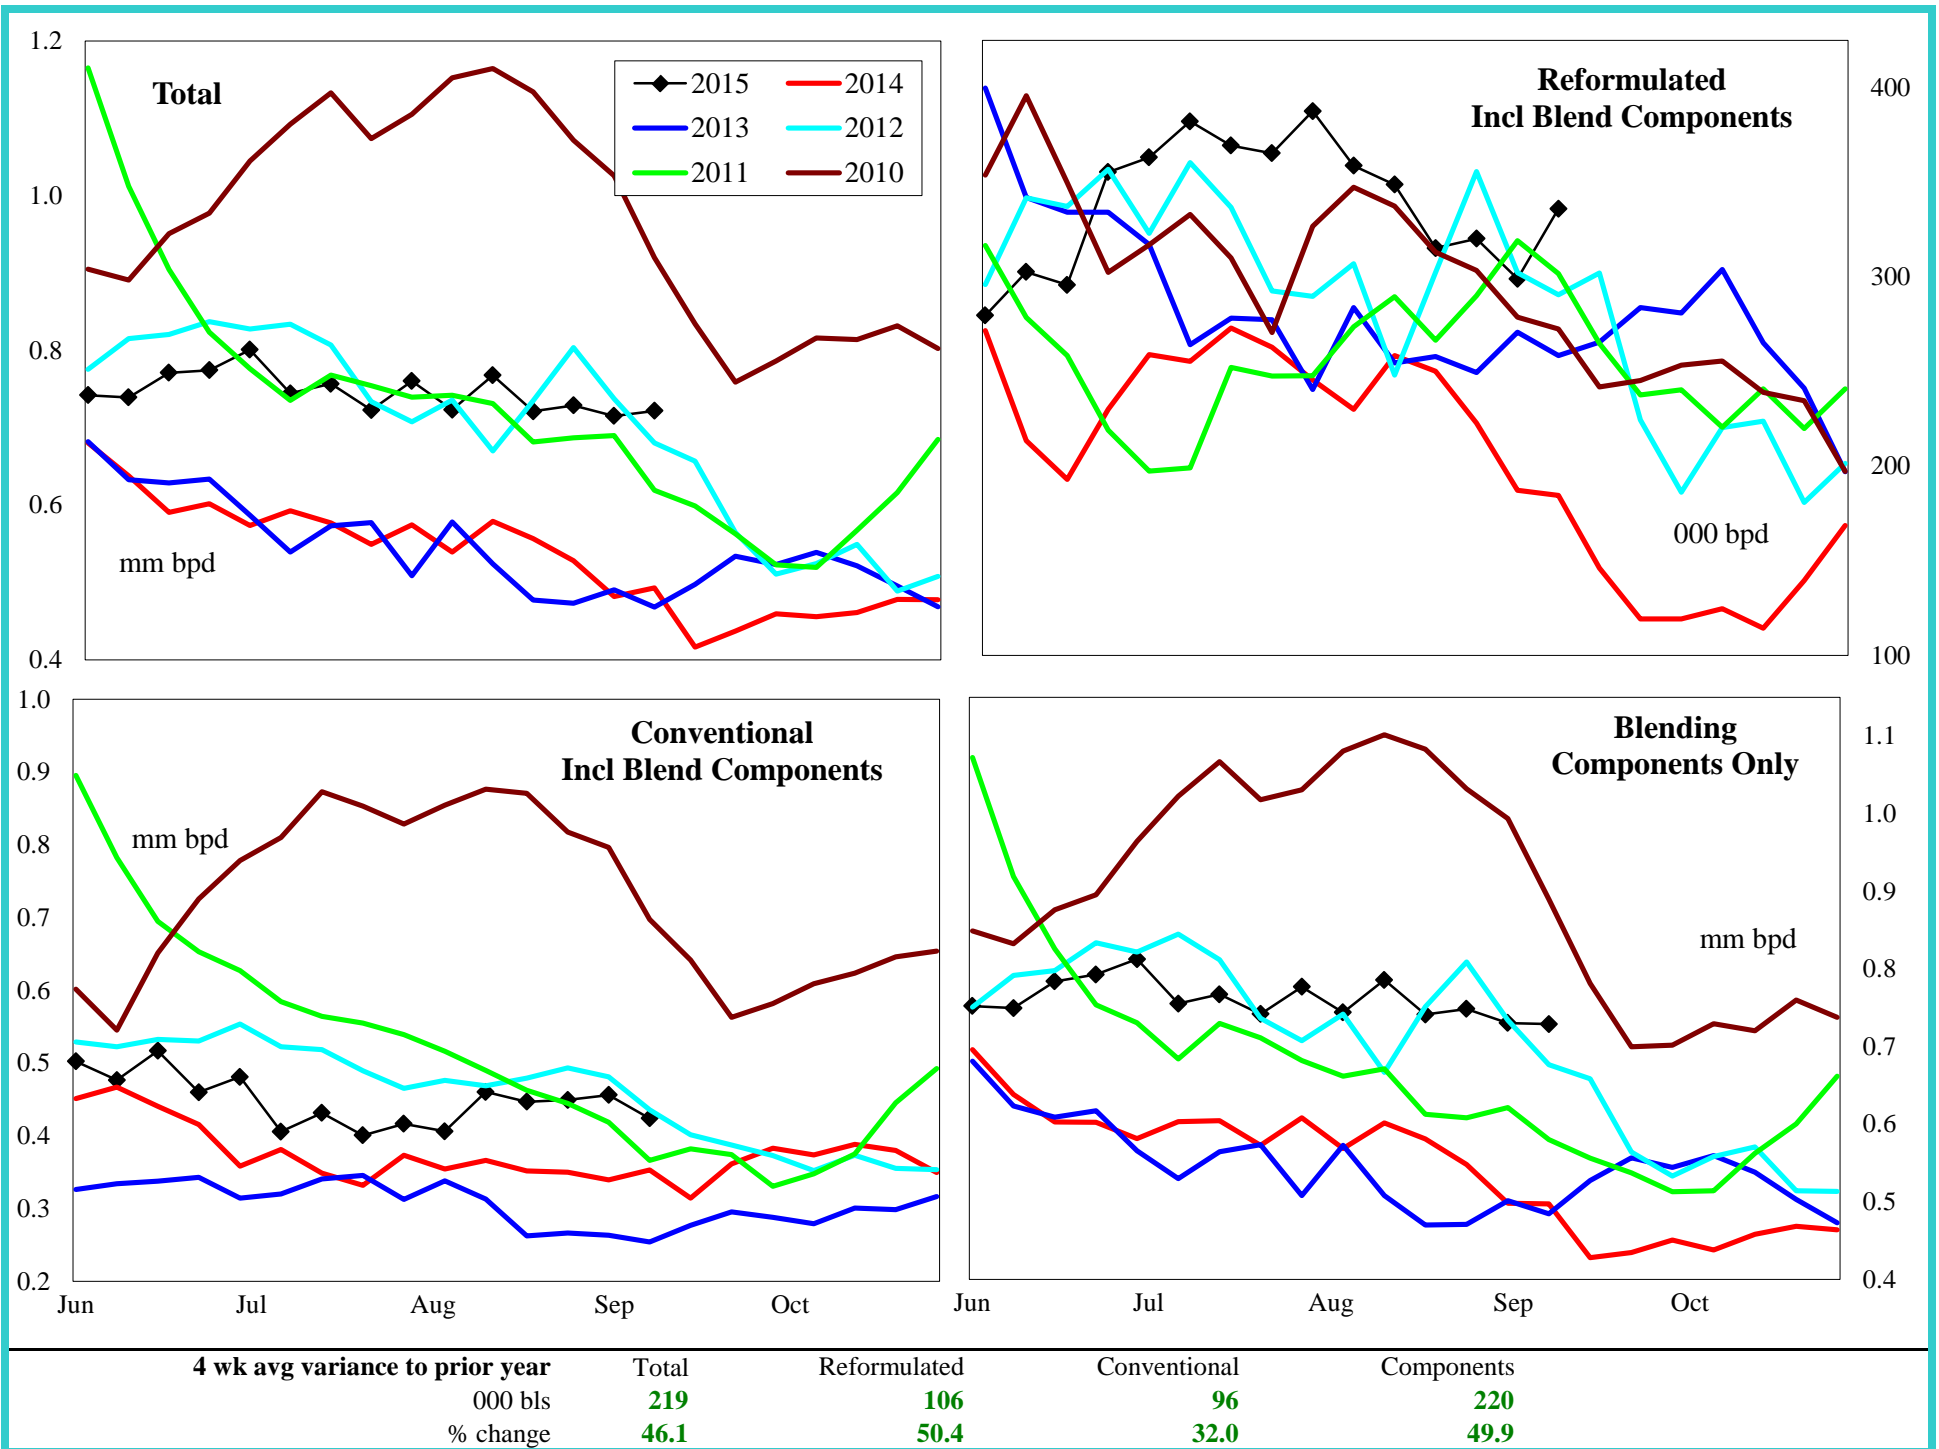 Total
2015 2014
2013 2012
2011 2010
mm bpd
1.2
1.0
0.8
0.6
0.4
Reformulated
Incl Blend Components
000 bpd
400
300
200
100
Conventional
Incl Blend Components
mm bpd
1.0
0.9
0.8
0.7
0.6
0.5
0.4
0.3
0.2
Jun Jul Aug Sep Oct
Blending
Components Only
mm bpd
1.1
1.0
0.9
0.8
0.7
0.6
0.5
0.4
Jun Jul Aug Sep Oct
4 wk avg variance to prior year Total Reformulated Conventional Components
000 bls 219 106 96 220
% change 46.1 50.4 32.0 49.9